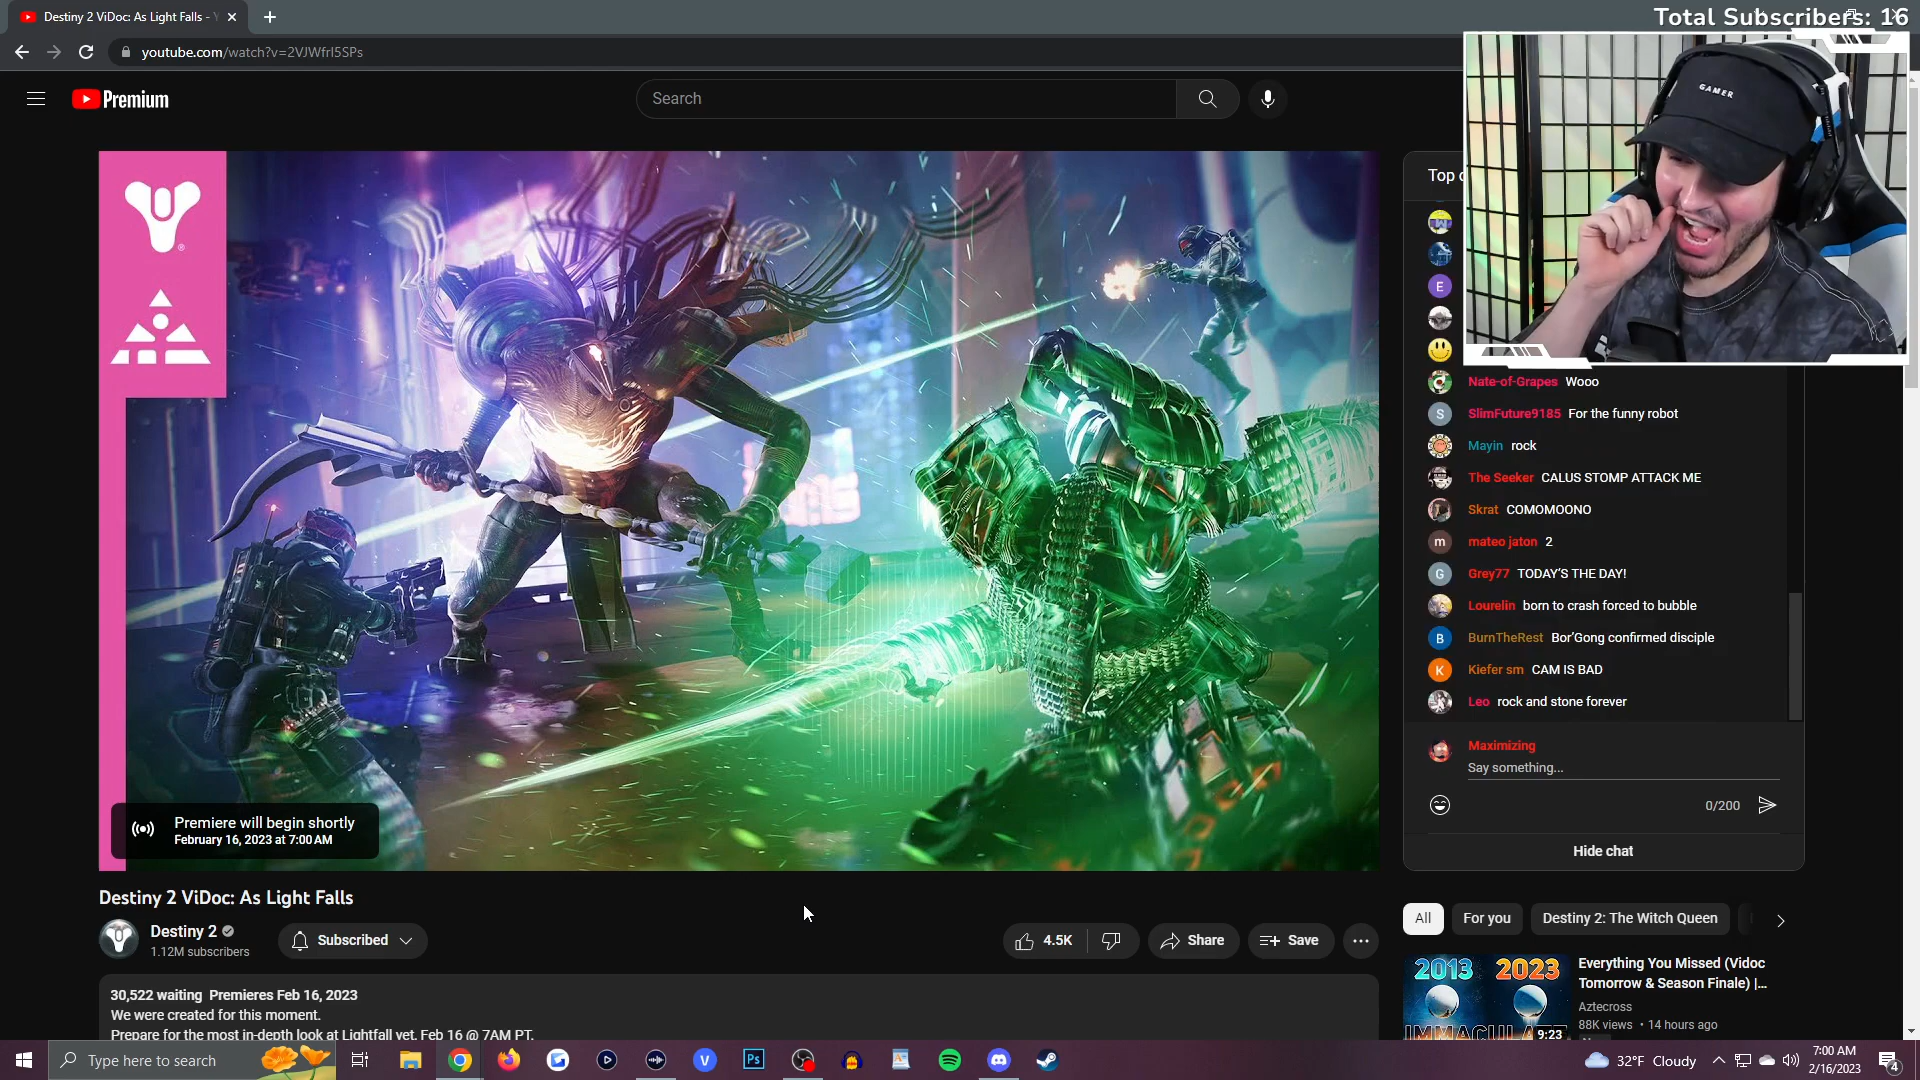 Destiny 2 ViDoc: As Light Falls -
Total Subscribers: 16
youtube.com/watch?v=2VJWfrI5SPs
Premium
Search
GAMER
Top
Nate-of-Grapes Wooo
SlimFuture9185 For the funny robot
Mayin rock
The Seeker CALUS STOMP ATTACK ME
Skrat COMOMOONO
mateo jaton 2
Grey77 TODAY'S THE DAY!
Lourelin born to crash forced to bubble
BurnTheRest Bor'Gong confirmed disciple
Kiefer sm CAM IS BAD
Leo rock and stone forever
Maximizing
Say something...
0/200
Hide chat
Premiere will begin shortly
February 16, 2023 at 7:00 AM
Destiny 2 ViDoc: As Light Falls
Destiny 2
1.12M subscribers
Subscribed
4.5K
Share
Save
30,522 waiting Premieres Feb 16, 2023
We were created for this moment.
Prepare for the most in-depth look at Lightfall yet. Feb 16 @ 7AM PT.
All
For you
Destiny 2: The Witch Queen
2013 2023
IMMACULATE
9:23
Everything You Missed (Vidoc
Tomorrow & Season Finale) |...
Aztecross
88K views • 14 hours ago
Type here to search
32°F Cloudy
7:00 AM
2/16/2023
4